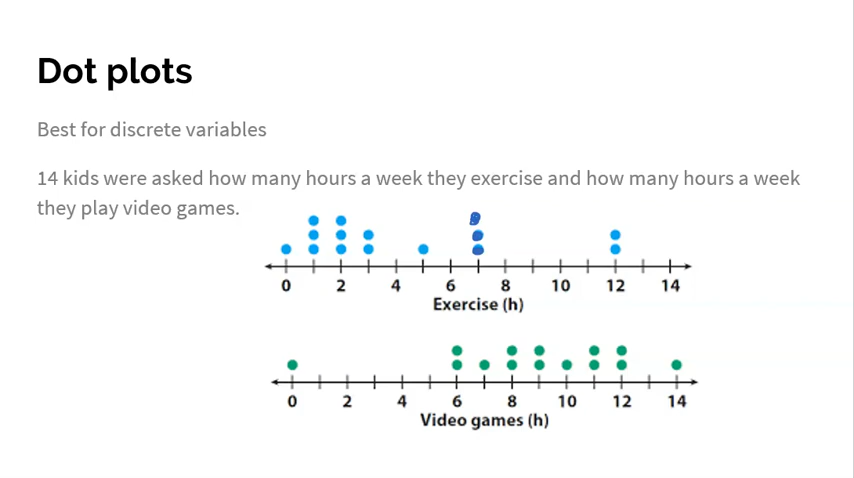 Dot plots
Best for discrete variables
14 kids were asked how many hours a week they exercise and how many hours a week
they play video games.
0 2 4 6 8 10 12 14
Exercise (h)
0 2 4 6 8 10 12 14
Video games (h)